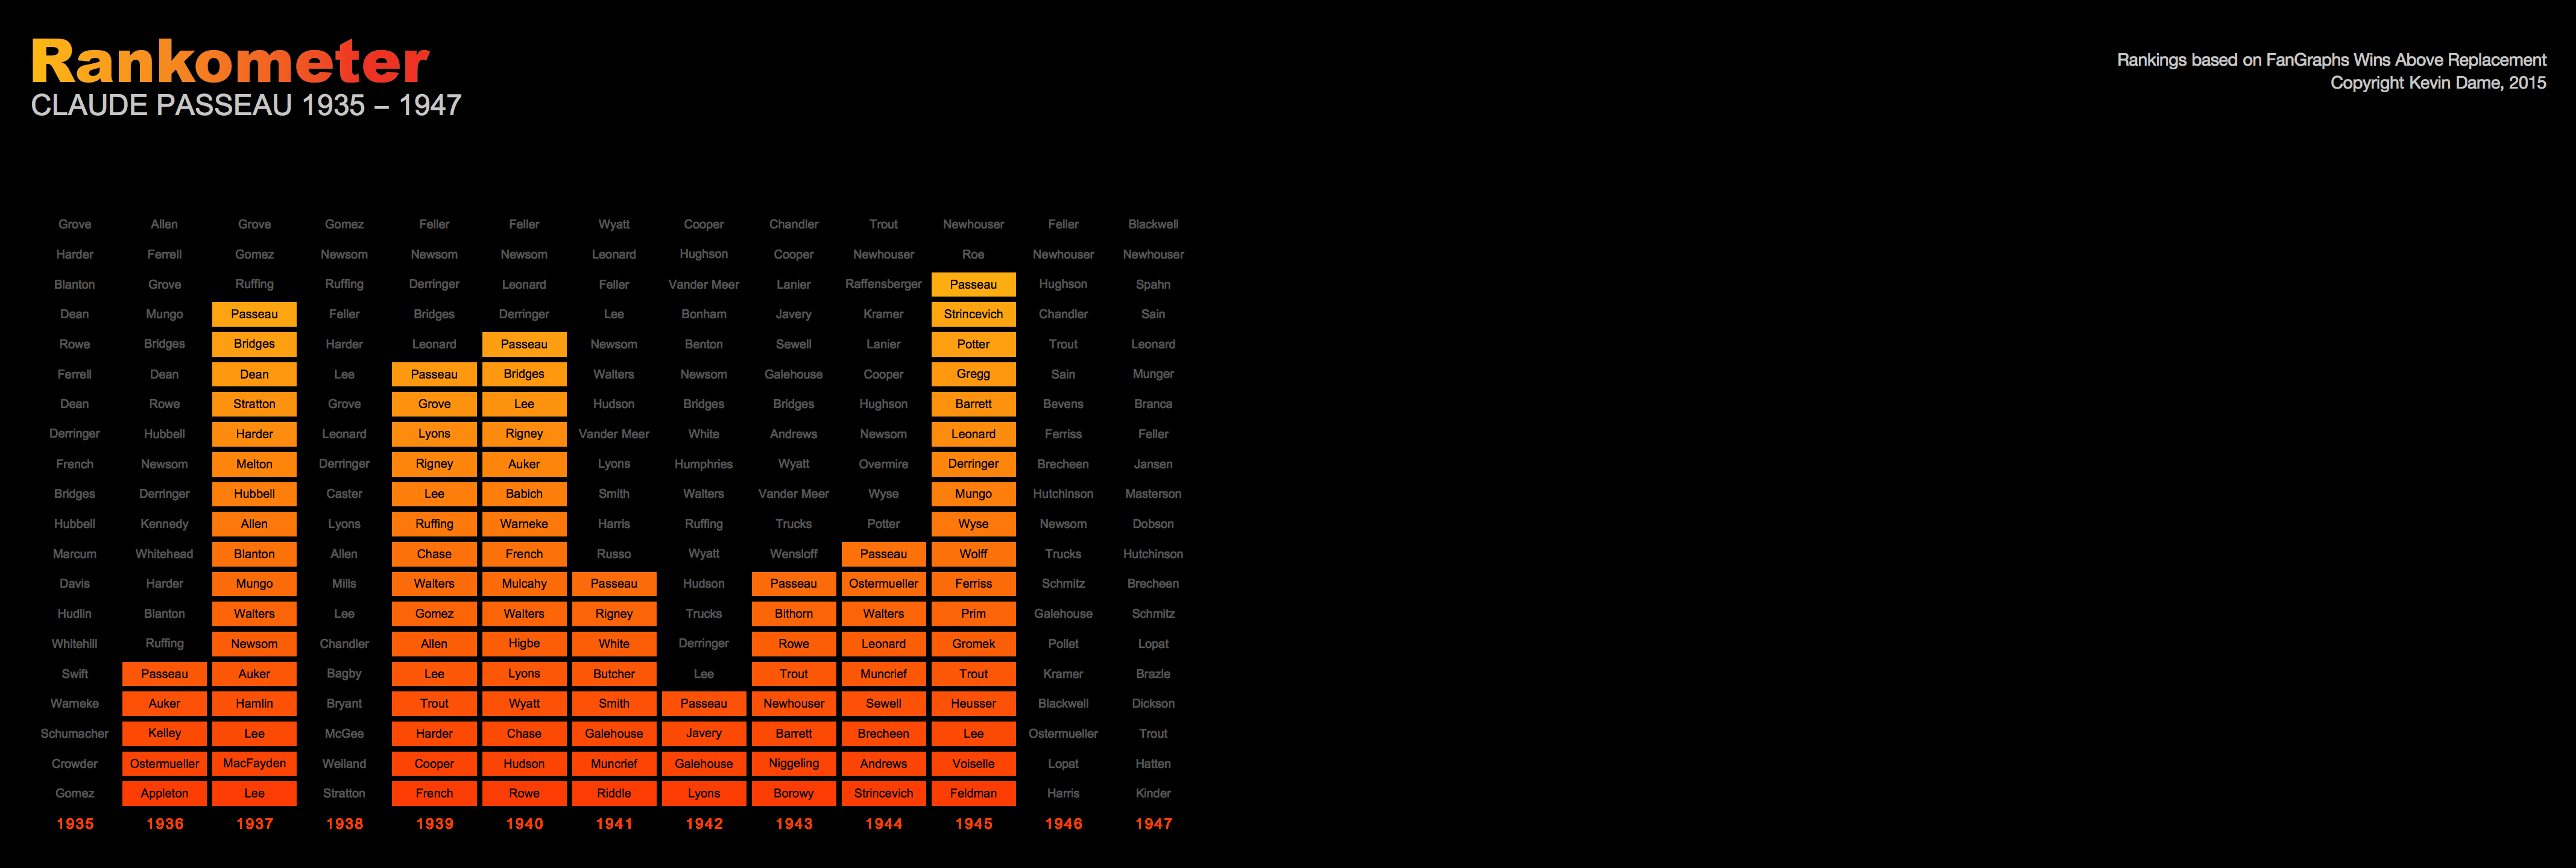 Rankometer
CLAUDE PASSEAU 1935 – 1947
Rankings based on FanGraphs Wins Above Replacement
Copyright Kevin Dame, 2015
Grove Allen Grove Gomez Feller Feller Wyatt Cooper Chandler Trout Newhouser Feller Blackwell
Harder Ferrell Gomez Newsom Newsom Newsom Leonard Hughson Cooper Newhouser Roe Newhouser Newhouser
Blanton Grove Ruffing Ruffing Derringer Leonard Feller Vander Meer Lanier Raffensberger Passeau Hughson Spahn
Dean Mungo Passeau Feller Bridges Derringer Lee Bonham Javery Kramer Strincevich Chandler Sain
Rowe Bridges Bridges Harder Leonard Passeau Newsom Benton Sewell Lanier Potter Trout Leonard
Ferrell Dean Dean Lee Passeau Bridges Walters Newsom Galehouse Cooper Gregg Sain Munger
Dean Rowe Stratton Grove Grove Lee Hudson Bridges Bridges Hughson Barrett Bevens Branca
Derringer Hubbell Harder Leonard Lyons Rigney Vander Meer White Andrews Newsom Leonard Ferriss Feller
French Newsom Melton Derringer Rigney Auker Lyons Humphries Wyatt Overmire Derringer Brecheen Jansen
Bridges Derringer Hubbell Caster Lee Babich Smith Walters Vander Meer Wyse Mungo Hutchinson Masterson
Hubbell Kennedy Allen Lyons Ruffing Warneke Harris Ruffing Trucks Potter Wyse Newsom Dobson
Marcum Whitehead Blanton Allen Chase French Russo Wyatt Wensloff Passeau Wolff Trucks Hutchinson
Davis Harder Mungo Mills Walters Mulcahy Passeau Hudson Passeau Ostermueller Ferriss Schmitz Brecheen
Hudlin Blanton Walters Lee Gomez Walters Rigney Trucks Bithorn Walters Prim Galehouse Schmitz
Whitehill Ruffing Newsom Chandler Allen Higbe White Derringer Rowe Leonard Gromek Pollet Lopat
Swift Passeau Auker Bagby Lee Lyons Butcher Lee Trout Muncrief Trout Kramer Brazle
Warneke Auker Hamlin Bryant Trout Wyatt Smith Passeau Newhouser Sewell Heusser Blackwell Dickson
Schumacher Kelley Lee McGee Harder Chase Galehouse Javery Barrett Brecheen Lee Ostermueller Trout
Crowder Ostermueller MacFayden Weiland Cooper Hudson Muncrief Galehouse Niggeling Andrews Voiselle Lopat Hatten
Gomez Appleton Lee Stratton French Rowe Riddle Lyons Borowy Strincevich Feldman Harris Kinder
1935 1936 1937 1938 1939 1940 1941 1942 1943 1944 1945 1946 1947